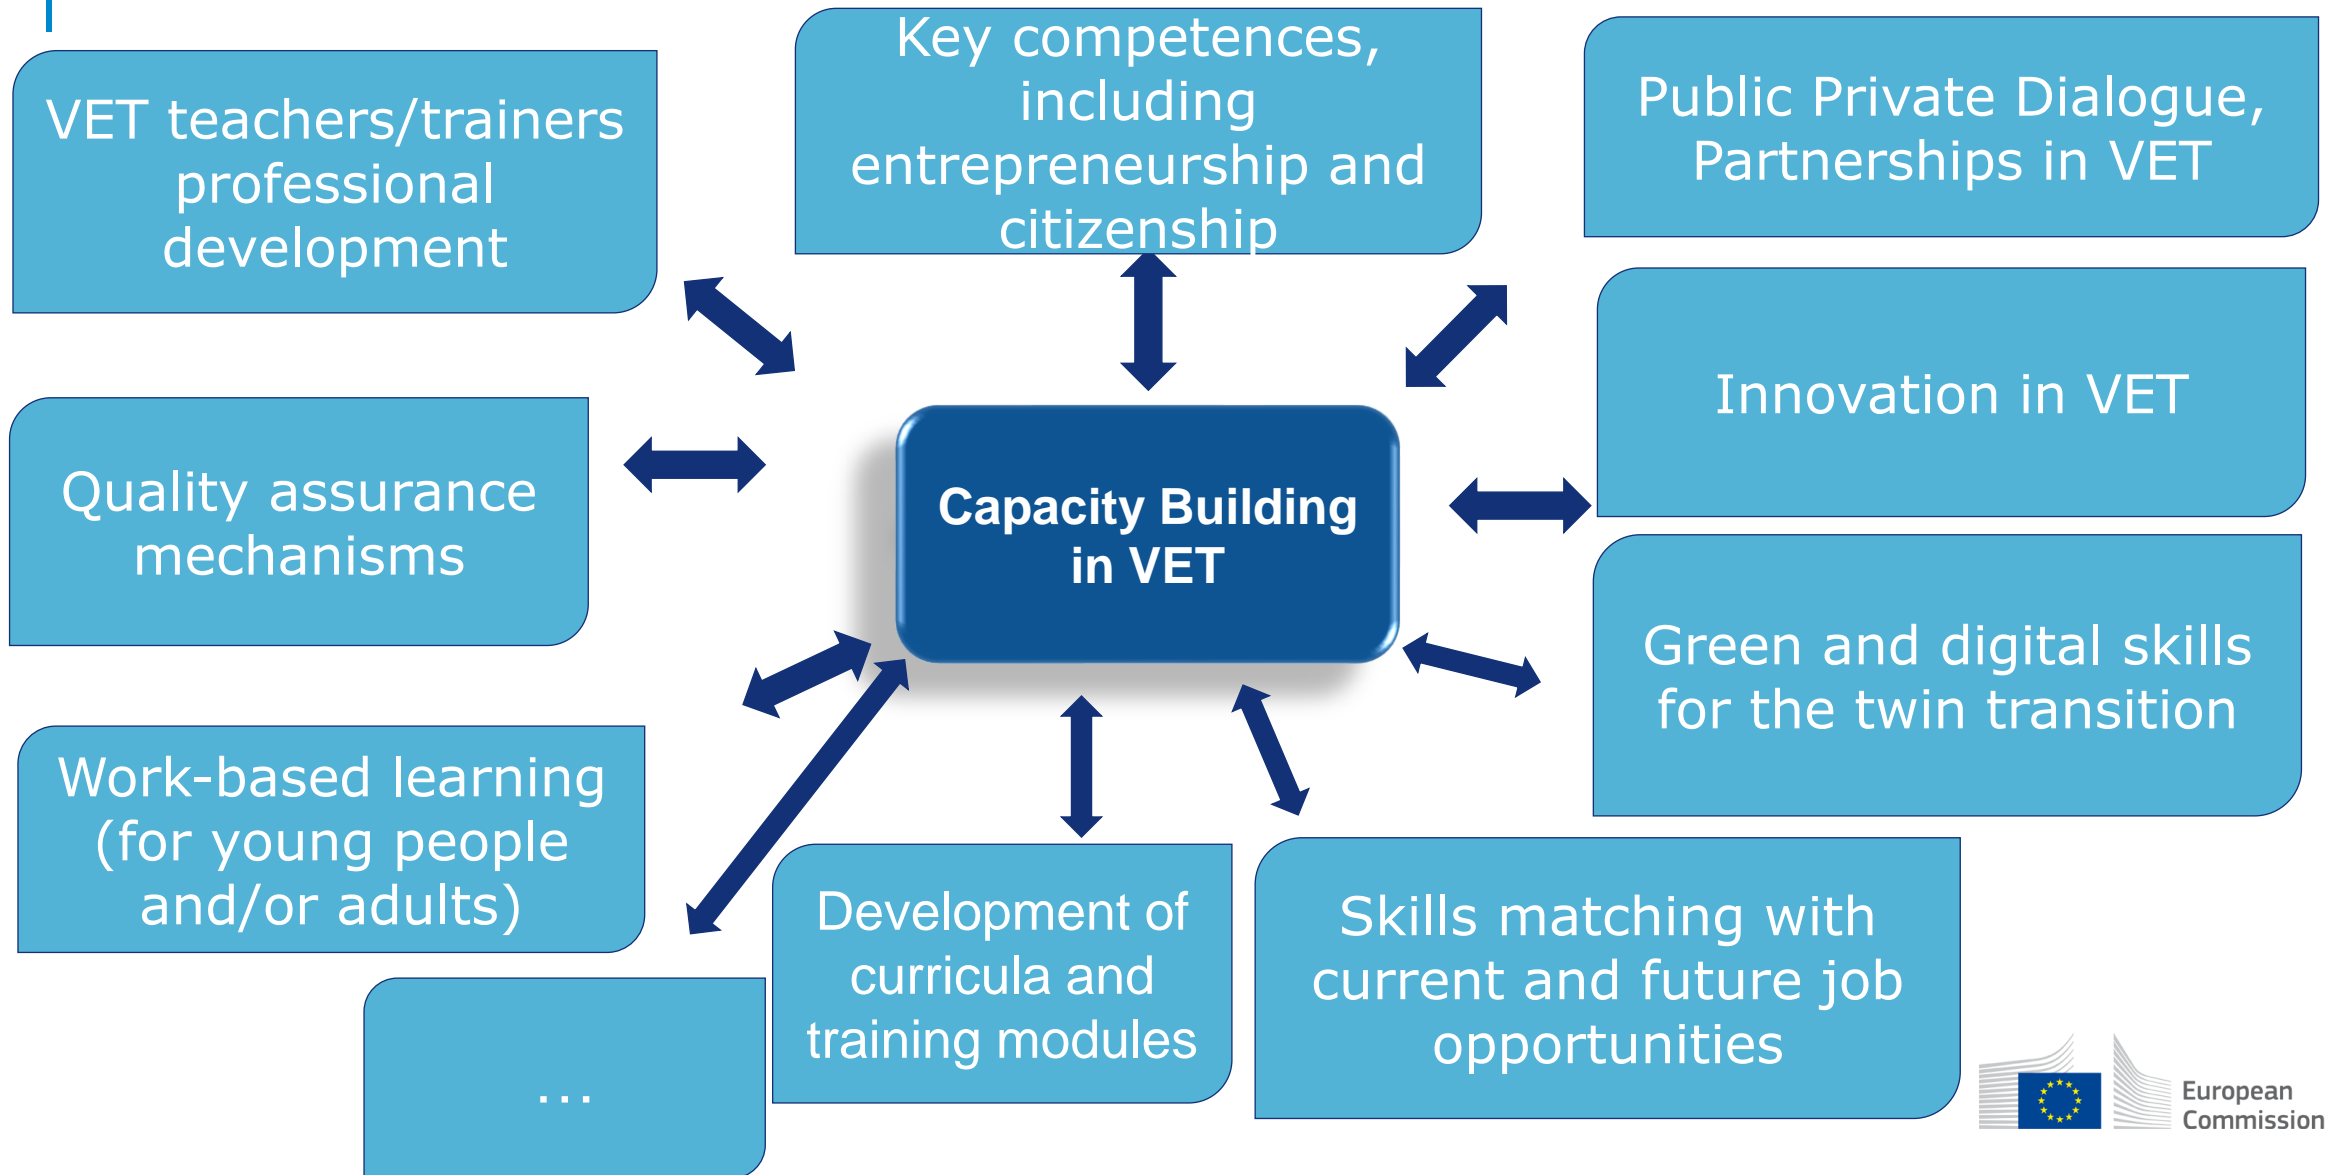 VET teachers/trainers
professional
development
Key competences,
including
entrepreneurship and
citizenship
Public Private Dialogue,
Partnerships in VET
Innovation in VET
Quality assurance
mechanisms
Capacity Building
in VET
Green and digital skills
for the twin transition
Work-based learning
(for young people
and/or adults)
Development of
curricula and
training modules
Skills matching with
current and future job
opportunities
...
European
Commission